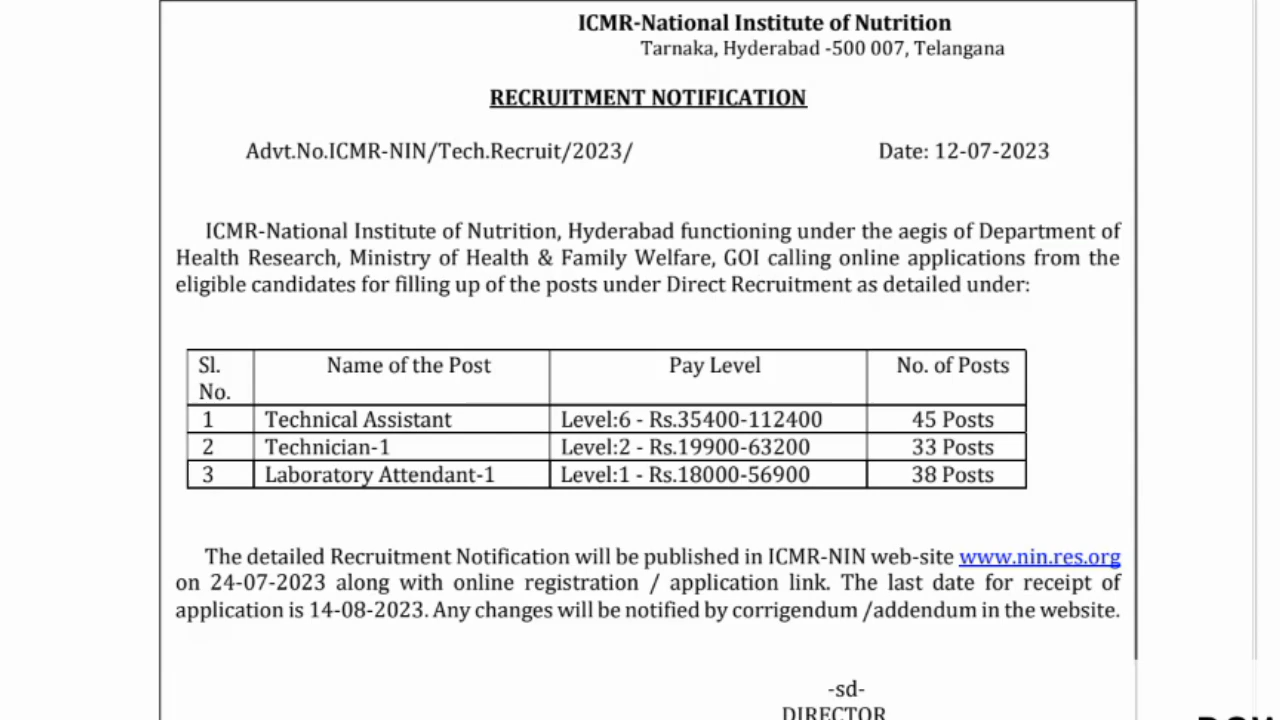 ICMR-National Institute of Nutrition
Tarnaka, Hyderabad -500 007, Telangana
RECRUITMENT NOTIFICATION
Advt.No.ICMR-NIN/Tech.Recruit/2023/ Date: 12-07-2023
ICMR-National Institute of Nutrition, Hyderabad functioning under the aegis of Department of
Health Research, Ministry of Health & Family Welfare, GOI calling online applications from the
eligible candidates for filling up of the posts under Direct Recruitment as detailed under:
Sl. No. Name of the Post Pay Level No. of Posts
1 Technical Assistant Level:6 - Rs.35400-112400 45 Posts
2 Technician-1 Level:2 - Rs.19900-63200 33 Posts
3 Laboratory Attendant-1 Level:1 - Rs.18000-56900 38 Posts
The detailed Recruitment Notification will be published in ICMR-NIN web-site www.nin.res.org
on 24-07-2023 along with online registration / application link. The last date for receipt of
application is 14-08-2023. Any changes will be notified by corrigendum /addendum in the website.
-sd-
DIRECTOR